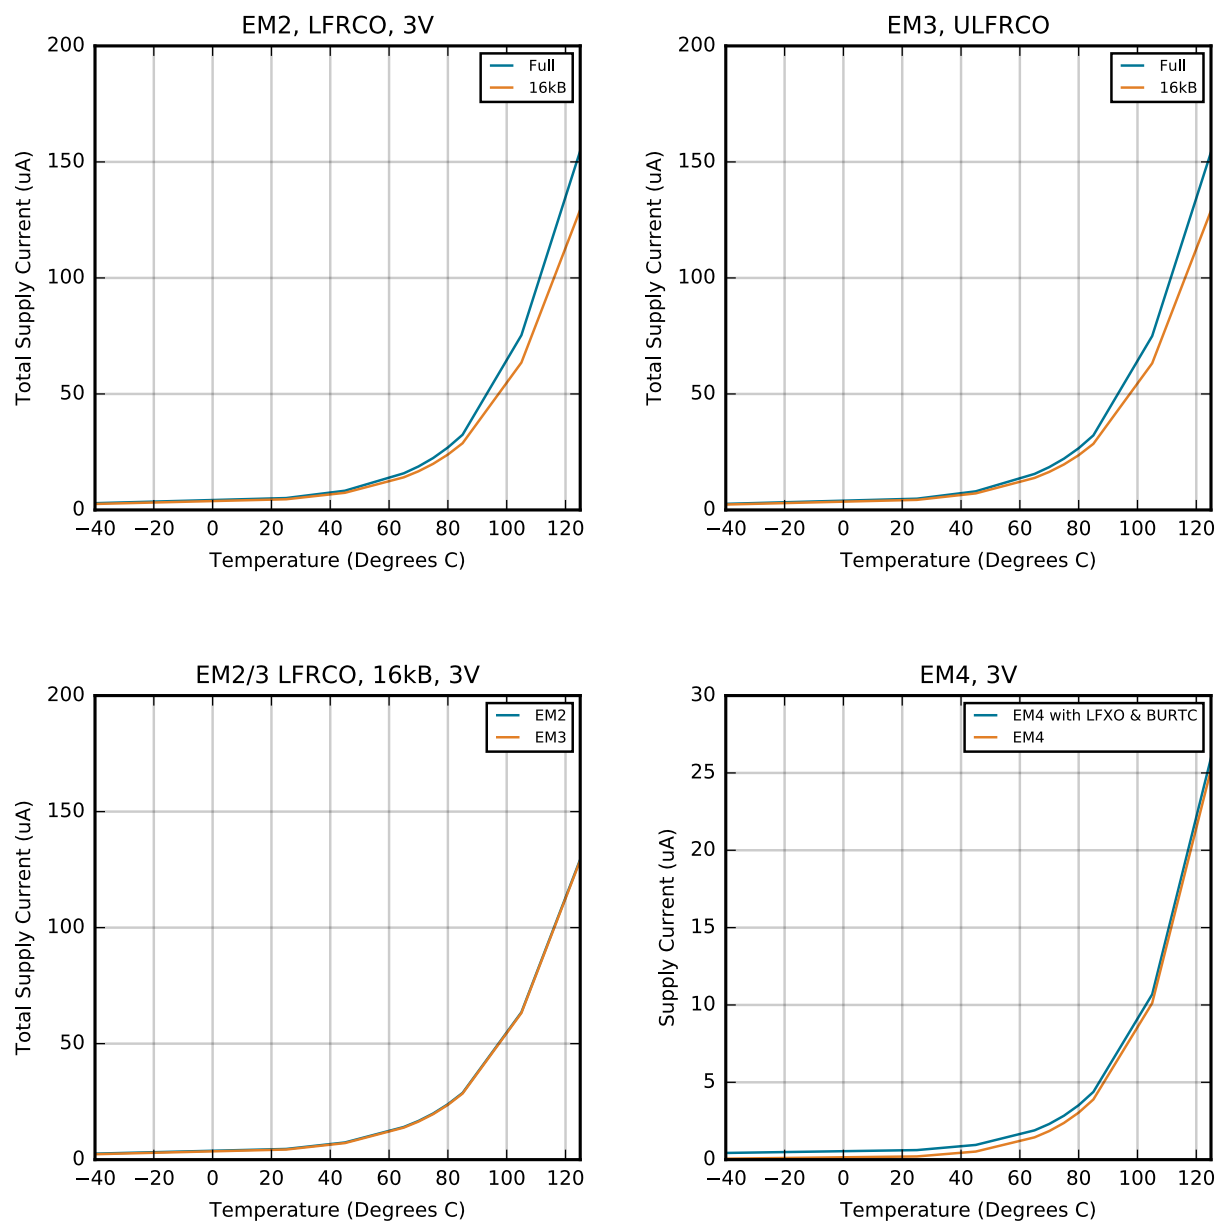 EM2, LFRCO, 3V
200
150
100
50
0
Total Supply Current (uA)
Full
16kB
−40 −20 0 20 40 60 80 100 120
Temperature (Degrees C)
EM3, ULFRCO
200
150
100
50
0
Total Supply Current (uA)
Full
16kB
−40 −20 0 20 40 60 80 100 120
Temperature (Degrees C)
EM2/3 LFRCO, 16kB, 3V
200
150
100
50
0
Total Supply Current (uA)
EM2
EM3
−40 −20 0 20 40 60 80 100 120
Temperature (Degrees C)
EM4, 3V
30
25
20
15
10
5
0
Supply Current (uA)
EM4 with LFXO & BURTC
EM4
−40 −20 0 20 40 60 80 100 120
Temperature (Degrees C)